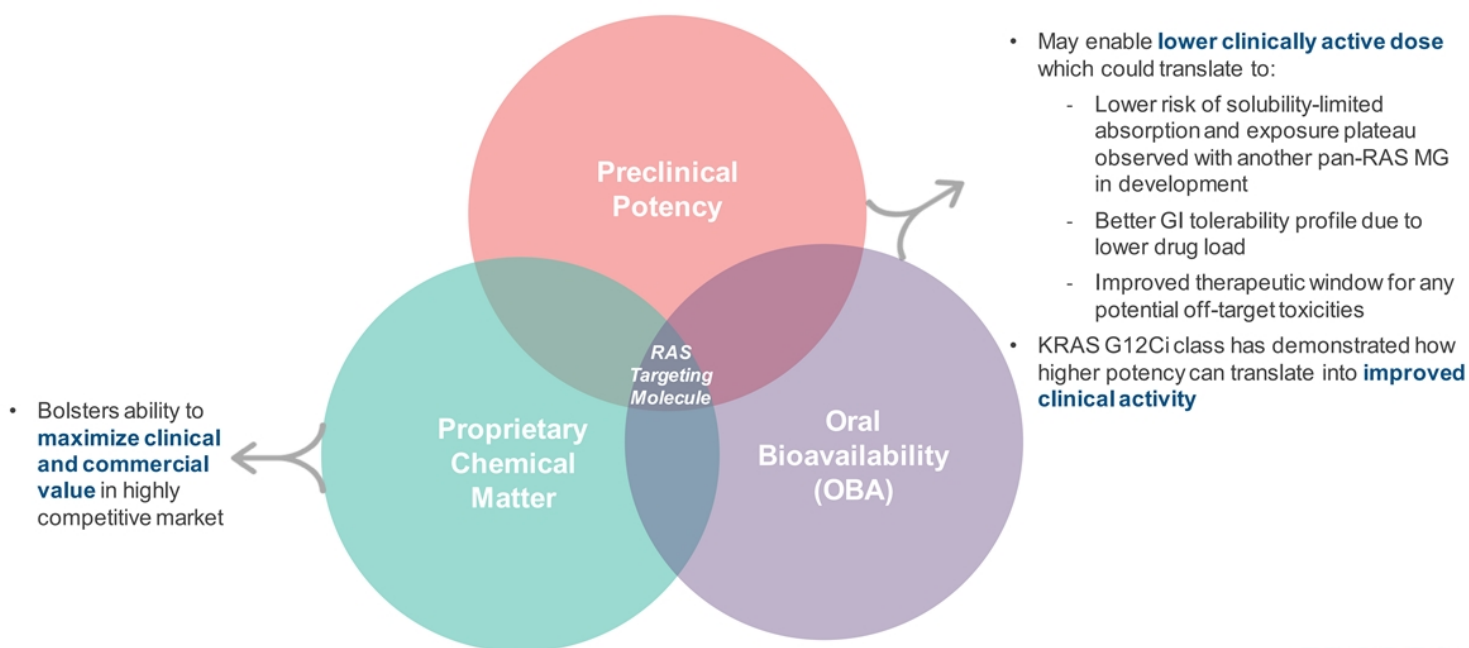 Preclinical
Potency
RAS
Targeting
Molecule
Proprietary
Chemical
Matter
Oral
Bioavailability
(OBA)
• Bolsters ability to
maximize clinical
and commercial
value in highly
competitive market
• May enable lower clinically active dose
which could translate to:
- Lower risk of solubility-limited
absorption and exposure plateau
observed with another pan-RAS MG
in development
- Better GI tolerability profile due to
lower drug load
- Improved therapeutic window for any
potential off-target toxicities
• KRAS G12Ci class has demonstrated how
higher potency can translate into improved
clinical activity